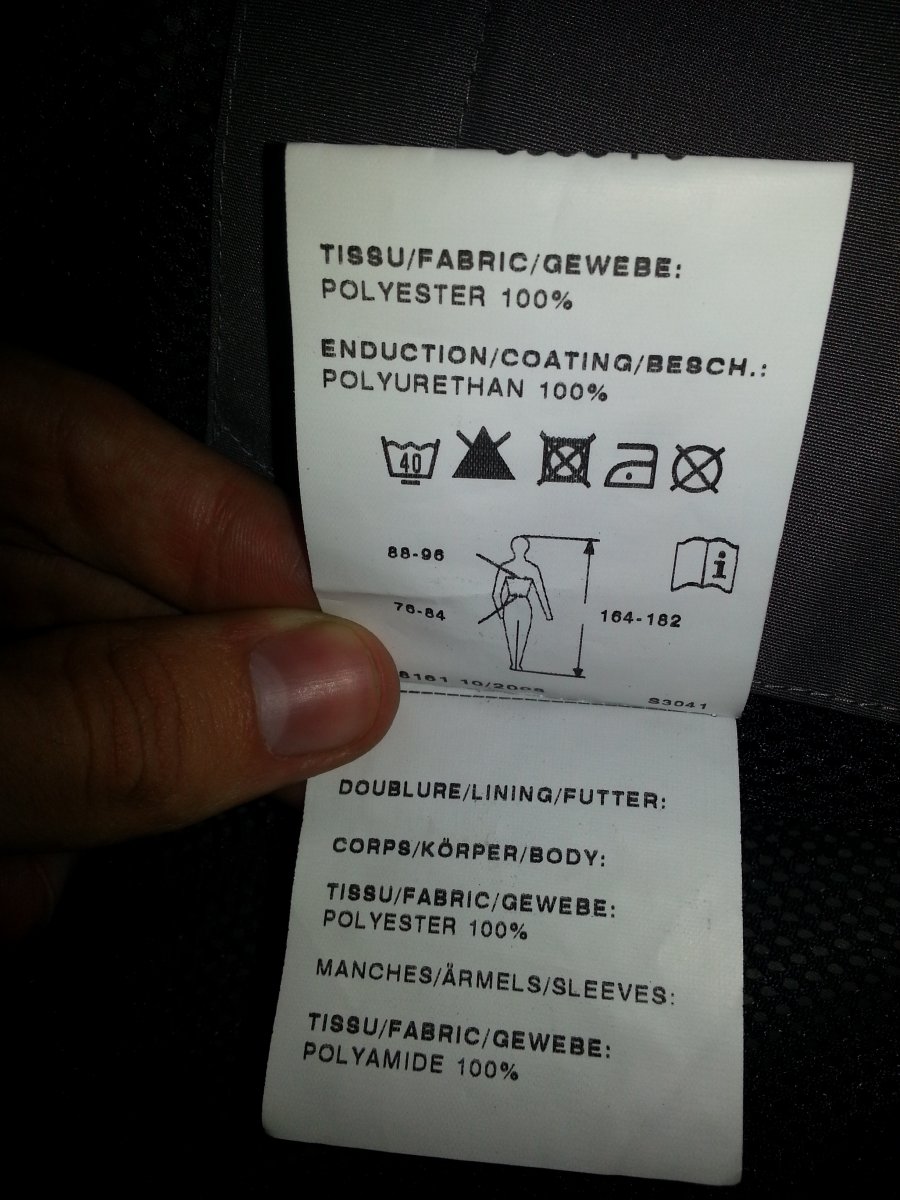 TISSU/FABRIC/GEWEBE:
POLYESTER 100%
ENDUCTION/COATING/BESCH.:
POLYURETHAN 100%
40
88-96
i
76-84
164-182
S3041
DOUBLURE/LINING/FUTTER:
CORPS/KÖRPER/BODY:
TISSU/FABRIC/GEWEBE:
POLYESTER 100%
MANCHES/ÄRMELS/SLEEVES:
TISSU/FABRIC/GEWEBE:
POLYAMIDE 100%